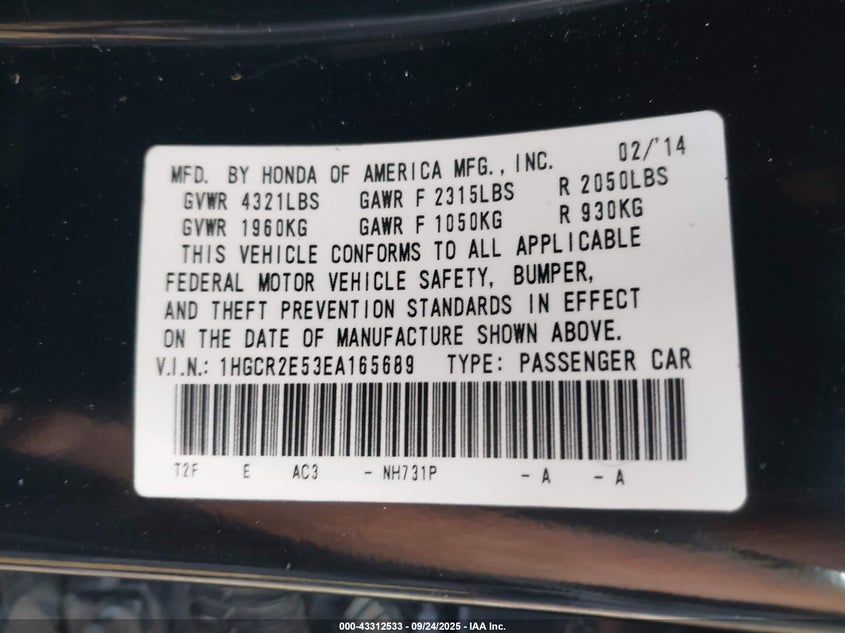 MFD. BY HONDA OF AMERICA MFG., INC. 02/'14
GVWR 4321LBS GAWR F 2315LBS R 2050LBS
GVWR 1960KG GAWR F 1050KG R 930KG
THIS VEHICLE CONFORMS TO ALL APPLICABLE
FEDERAL MOTOR VEHICLE SAFETY, BUMPER,
AND THEFT PREVENTION STANDARDS IN EFFECT
ON THE DATE OF MANUFACTURE SHOWN ABOVE.
V.I.N.: 1HGCR2E53EA165689 TYPE: PASSENGER CAR
T2F E AC3 - NH731P - A - A
000-43312533 - 09/24/2025 - IAA Inc.